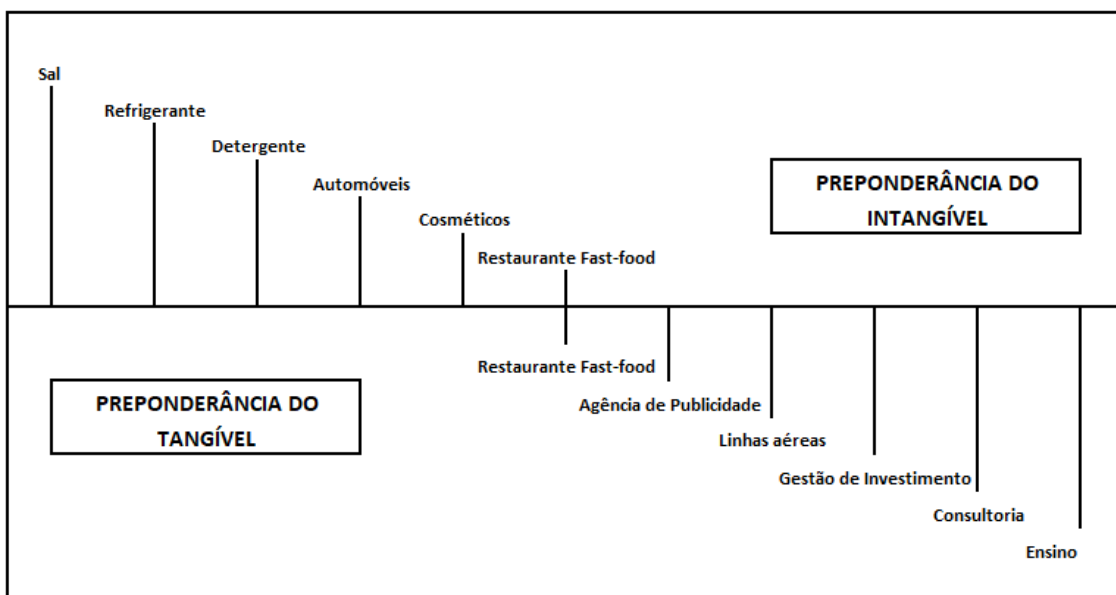 Sal
Refrigerante
Detergente
Automóveis
PREPONDERÂNCIA DO
INTANGÍVEL
Cosméticos
Restaurante Fast-food
Restaurante Fast-food
PREPONDERÂNCIA DO
TANGÍVEL
Agência de Publicidade
Linhas aéreas
Gestão de Investimento
Consultoria
Ensino